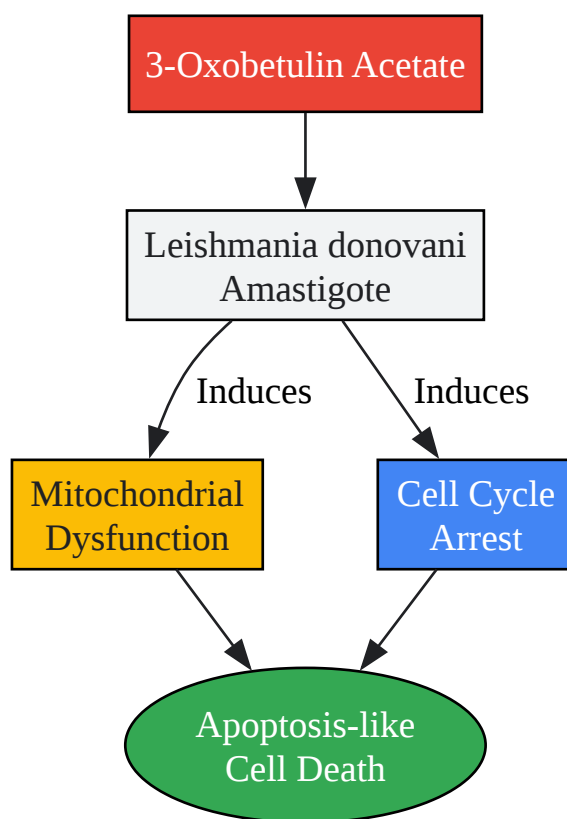 3-Oxobetulin Acetate
Leishmania donovani
Amastigote
Induces
Induces
Mitochondrial
Dysfunction
Cell Cycle
Arrest
Apoptosis-like
Cell Death